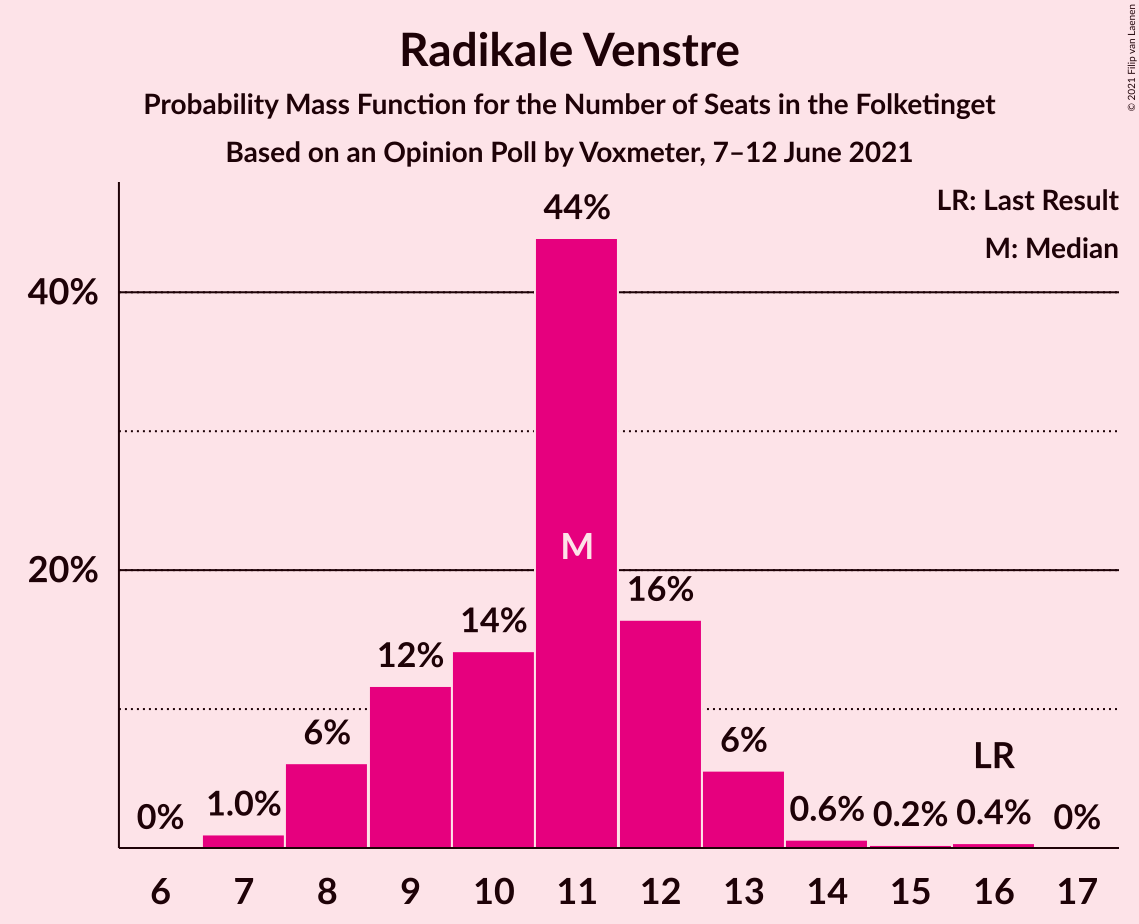 Radikale Venstre
Probability Mass Function for the Number of Seats in the Folketinget
Based on an Opinion Poll by Voxmeter, 7–12 June 2021
© 2021 Filip van Laenen
LR: Last Result
M: Median
40%
20%
0%
1.0%
6%
12%
14%
44%
M
16%
6%
0.6%
0.2%
LR
0.4%
0%
6 7 8 9 10 11 12 13 14 15 16 17